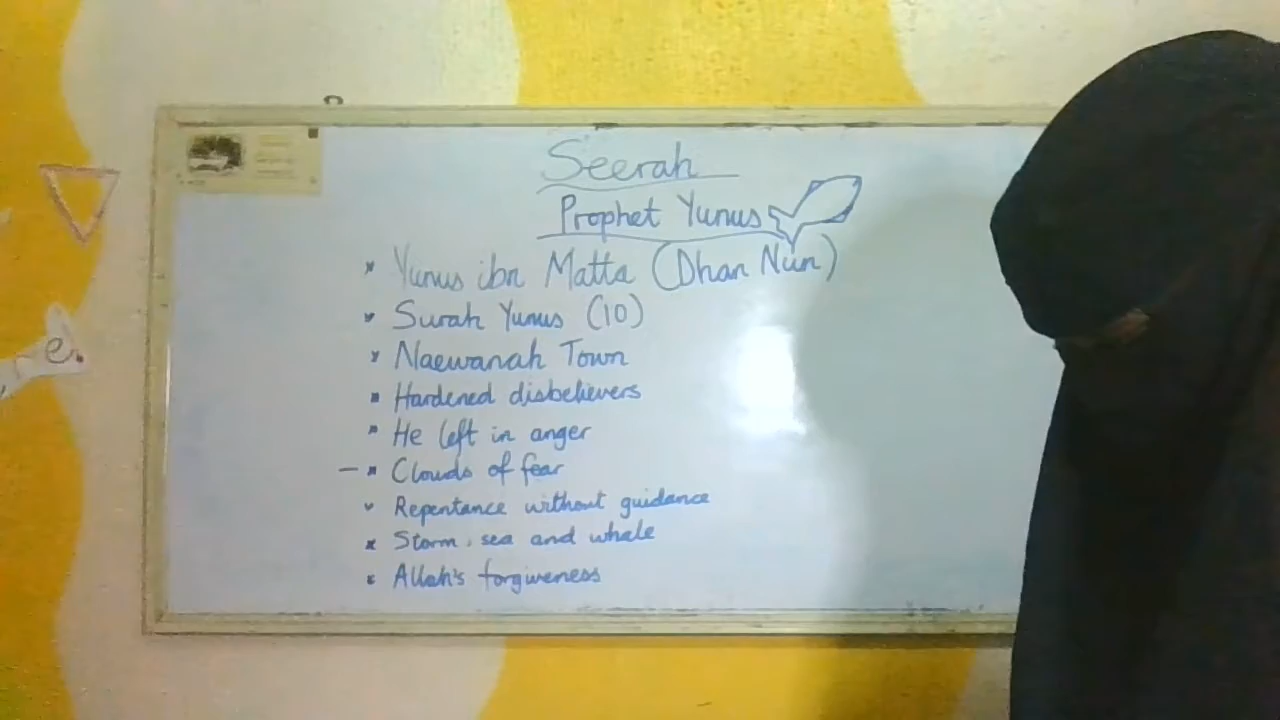 Seerah
Prophet Yunus
Yunus ibn Matta (Dhan Nun)
Surah Yunus (10)
Naewanah Town
Hardened disbelievers
He left in anger
Clouds of fear
Repentance without guidance
Storm, sea and whale
Allah's forgiveness
e.